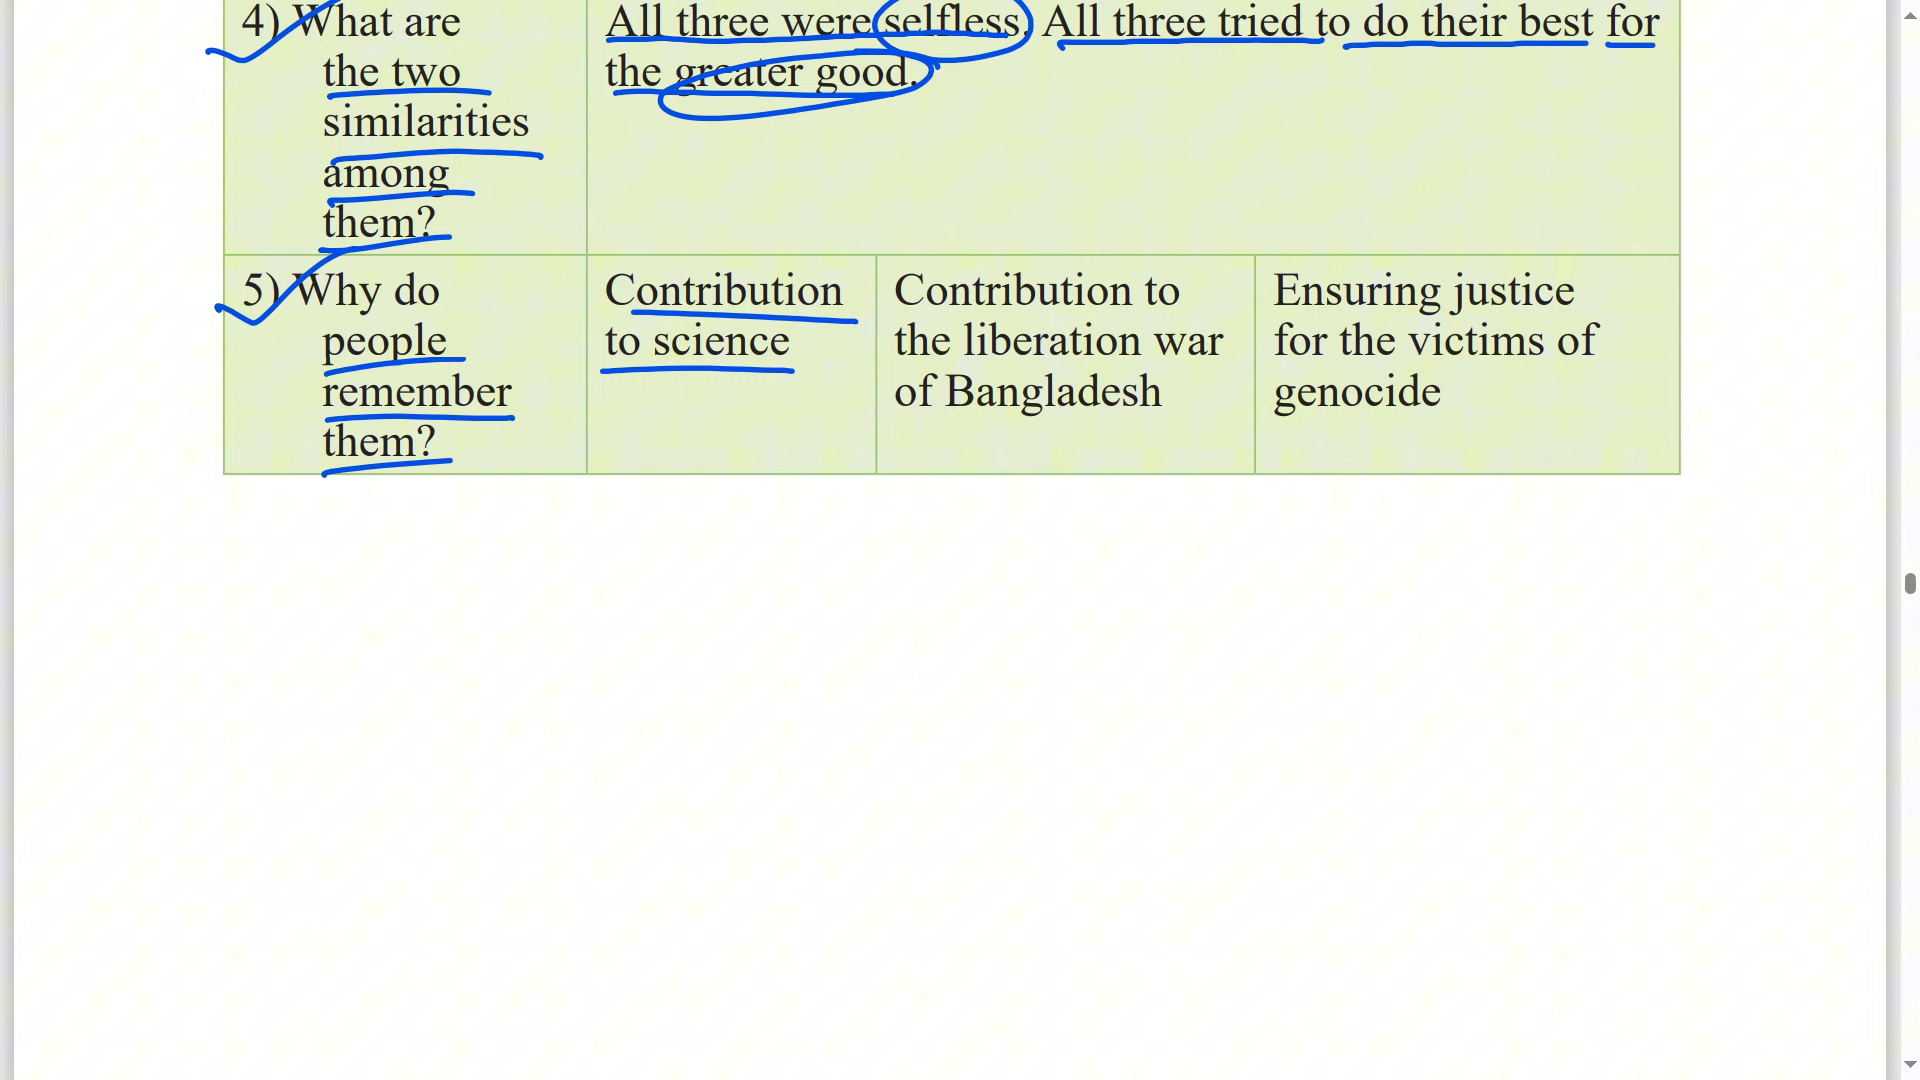 4) What are
the two
similarities
among
them?
All three were selfless. All three tried to do their best for
the greater good.
5) Why do
people
remember
them?
Contribution
to science
Contribution to
the liberation war
of Bangladesh
Ensuring justice
for the victims of
genocide